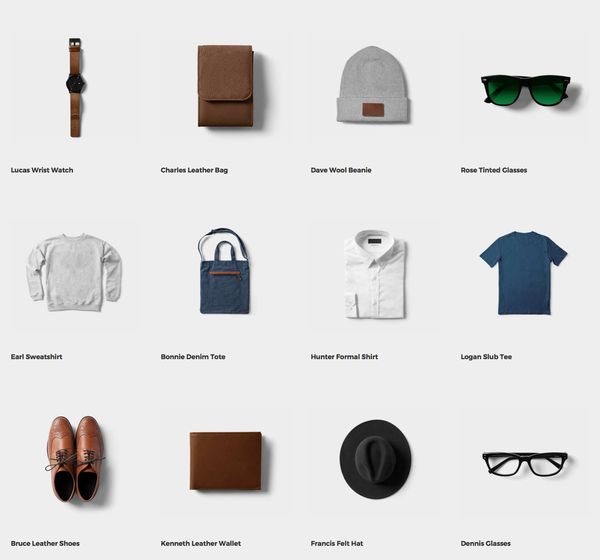 Lucas Wrist Watch
Charles Leather Bag
Dave Wool Beanie
Rose Tinted Glasses
Earl Sweatshirt
Bonnie Denim Tote
Hunter Formal Shirt
Logan Slub Tee
Bruce Leather Shoes
Kenneth Leather Wallet
Francis Felt Hat
Dennis Glasses